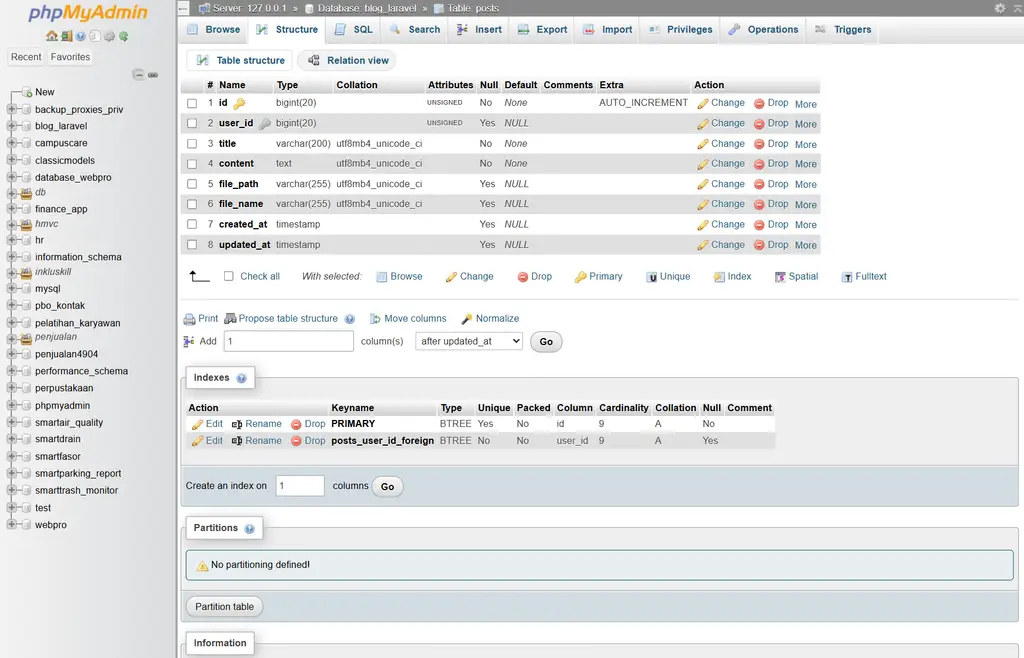 phpMyAdmin
Recent Favorites
New
backup_proxies_priv
blog_laravel
campuscare
classicmodels
database_webpro
db
finance_app
hmvc
hr
information_schema
inkluskill
mysql
pbo_kontak
pelatihan_karyawan
penjualan
penjualan4904
performance_schema
perpustakaan
phpmyadmin
smartair_quality
smartdrain
smartfasor
smartparking_report
smarttrash_monitor
test
webpro
Server: 127.0.0.1 » Database: blog_laravel » Table: posts
Browse Structure SQL Search Insert Export Import Privileges Operations Triggers
Table structure Relation view
# Name Type Collation Attributes Null Default Comments Extra Action
1 id bigint(20) UNSIGNED No None AUTO_INCREMENT Change Drop More
2 user_id bigint(20) UNSIGNED Yes NULL Change Drop More
3 title varchar(200) utf8mb4_unicode_ci No None Change Drop More
4 content text utf8mb4_unicode_ci No None Change Drop More
5 file_path varchar(255) utf8mb4_unicode_ci Yes NULL Change Drop More
6 file_name varchar(255) utf8mb4_unicode_ci Yes NULL Change Drop More
7 created_at timestamp Yes NULL Change Drop More
8 updated_at timestamp Yes NULL Change Drop More
Check all With selected: Browse Change Drop Primary Unique Index Spatial Fulltext
Print Propose table structure Move columns Normalize
Add 1 column(s) after updated_at Go
Indexes
Action Keyname Type Unique Packed Column Cardinality Collation Null Comment
Edit Rename Drop PRIMARY BTREE Yes No id 9 A No
Edit Rename Drop posts_user_id_foreign BTREE No No user_id 9 A Yes
Create an index on 1 columns Go
Partitions
No partitioning defined!
Partition table
Information